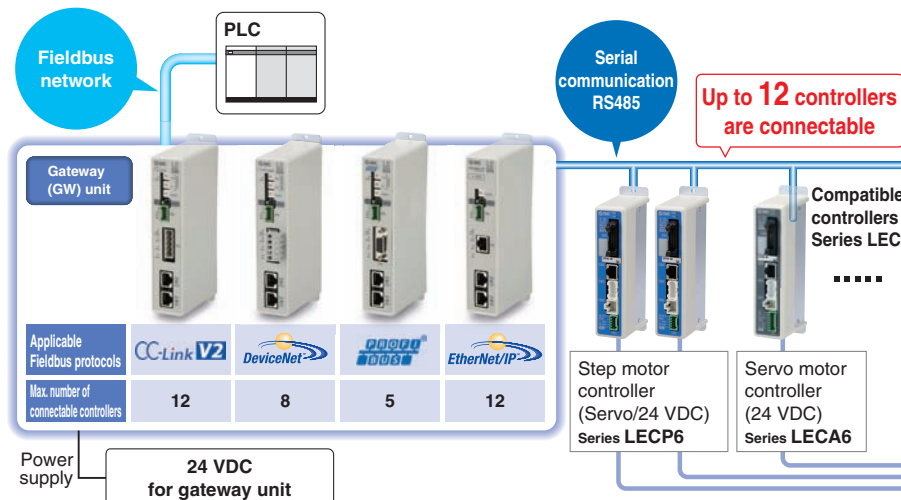 Fieldbus
network
PLC
Serial
communication
RS485
Up to 12 controllers
are connectable
Gateway
(GW) unit
Compatible
controllers
Series LEC
Applicable
Fieldbus protocols
CC-Link V2
DeviceNet
PROFI
BUS
EtherNet/IP
Max. number of
connectable controllers
12
8
5
12
Step motor
controller
(Servo/24 VDC)
Series LECP6
Servo motor
controller
(24 VDC)
Series LECA6
Power
supply
24 VDC
for gateway unit